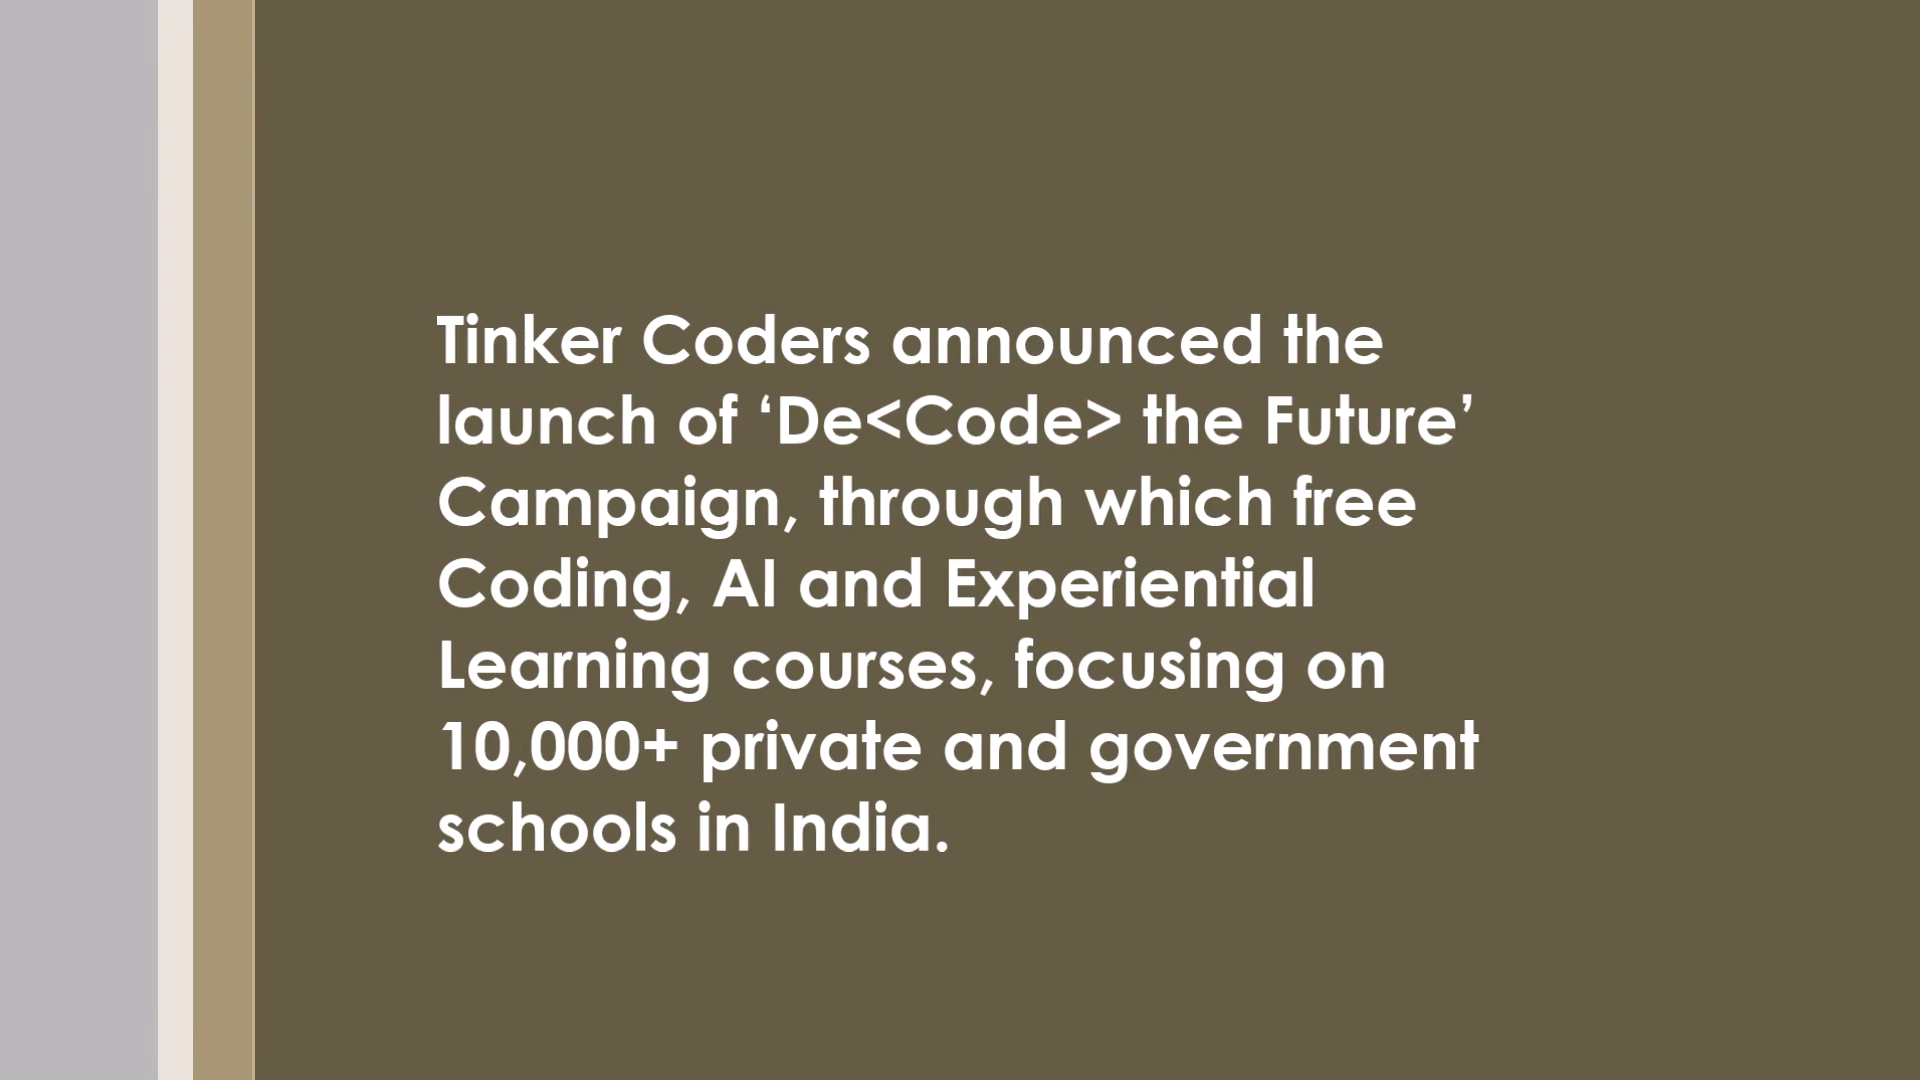 Tinker Coders announced the
launch of ‘De<Code> the Future’
Campaign, through which free
Coding, AI and Experiential
Learning courses, focusing on
10,000+ private and government
schools in India.